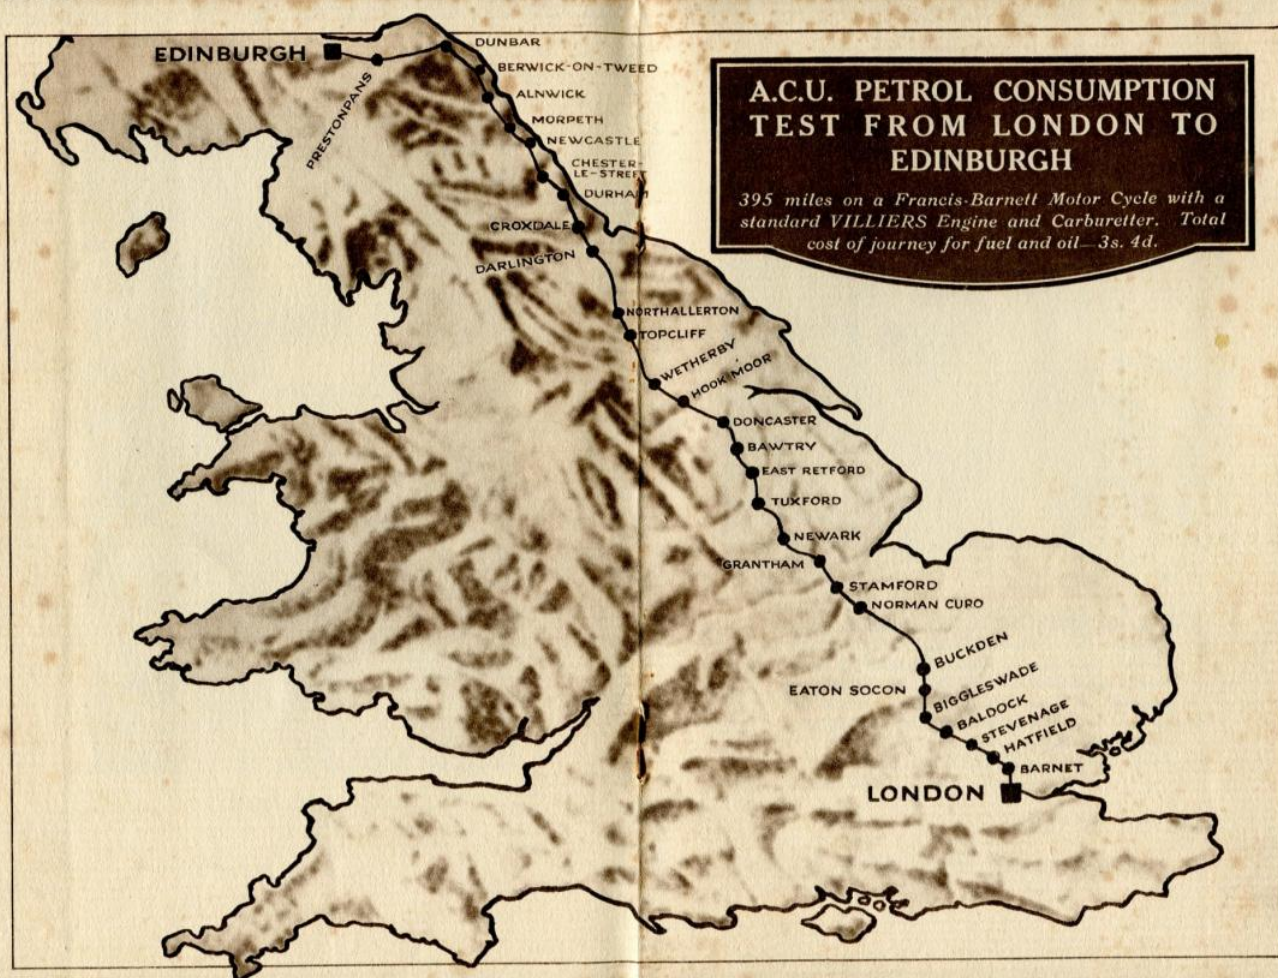 A.C.U. PETROL CONSUMPTION
TEST FROM LONDON TO
EDINBURGH
395 miles on a Francis-Barnett Motor Cycle with a
standard VILLIERS Engine and Carburetter. Total
cost of journey for fuel and oil—3s. 4d.
EDINBURGH
PRESTONPANS
DUNBAR
BERWICK-ON-TWEED
ALNWICK
MORPETH
NEWCASTLE
CHESTER-
LE-STREET
DURHAM
CROXDALE
DARLINGTON
NORTHALLERTON
TOPCLIFF
WETHERBY
HOOK MOOR
DONCASTER
BAWTRY
EAST RETFORD
TUXFORD
NEWARK
GRANTHAM
STAMFORD
NORMAN CURO
BUCKDEN
EATON SOCON
BIGGLESWADE
BALDOCK
STEVENAGE
HATFIELD
BARNET
LONDON